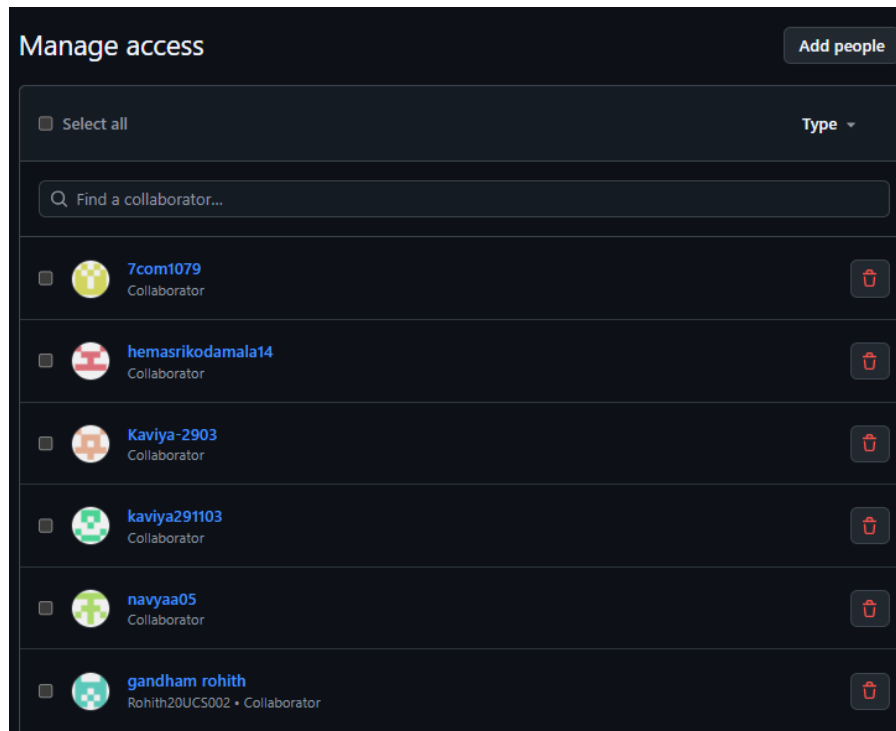 Manage access
Add people
Select all
Type
Find a collaborator...
7com1079
Collaborator
hemasrikodamala14
Collaborator
Kaviya-2903
Collaborator
kaviya291103
Collaborator
navyaa05
Collaborator
gandham rohith
Rohith20UCS002 • Collaborator